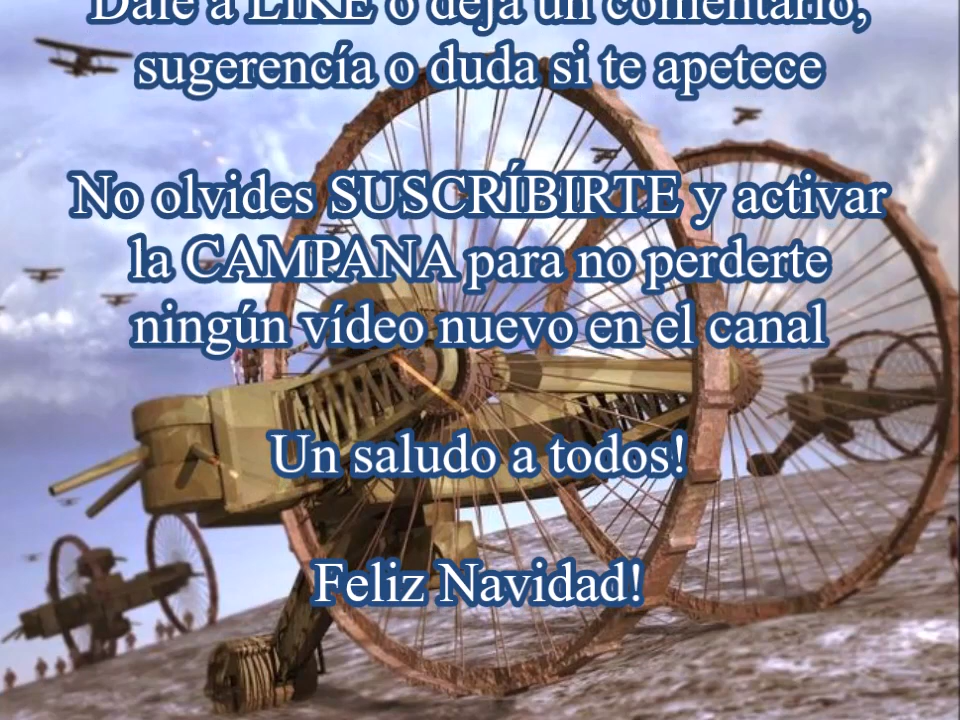 Dale a LIKE o deja un comentario,
sugerencía o duda si te apetece
No olvides SUSCRÍBIRTE y activar
la CAMPANA para no perderte
ningún vídeo nuevo en el canal
Un saludo a todos!
Feliz Navidad!